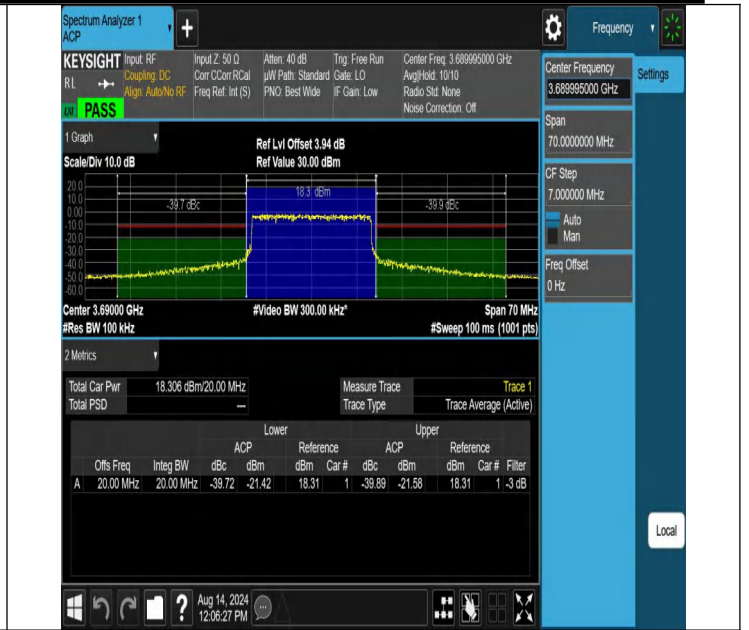 Spectrum Analyzer 1
ACP
+
Frequency
KEYSIGHT Input: RF Input Z: 50 Ω Atten: 40 dB Trig: Free Run Center Freq: 3.689995000 GHz
RL Coupling: DC Corr CCorr RCal µW Path: Standard Gate: LO Avg|Hold: 10/10
Align: Auto/No RF Freq Ref: Int (S) PNO: Best Wide IF Gain: Low Radio Std: None
PASS Noise Correction: Off
Center Frequency
3.689995000 GHz
Settings
Span
70.0000000 MHz
CF Step
7.000000 MHz
Auto
Man
Freq Offset
0 Hz
1 Graph
Ref Lvl Offset 3.94 dB
Scale/Div 10.0 dB Ref Value 30.00 dBm
20.0
10.0
0.00
-10.0
-20.0
-30.0
-40.0
-50.0
-60.0
-39.7 dBc 18.3 dBm -39.9 dBc
Center 3.69000 GHz #Video BW 300.00 kHz* Span 70 MHz
#Res BW 100 kHz #Sweep 100 ms (1001 pts)
2 Metrics
Total Car Pwr 18.306 dBm/20.00 MHz Measure Trace Trace 1
Total PSD --- Trace Type Trace Average (Active)
Lower Upper
ACP Reference ACP Reference
Offs Freq Integ BW dBc dBm dBm Car # dBc dBm dBm Car # Filter
A 20.00 MHz 20.00 MHz -39.72 -21.42 18.31 1 -39.89 -21.58 18.31 1 -3 dB
Local
? Aug 14, 2024
12:06:27 PM